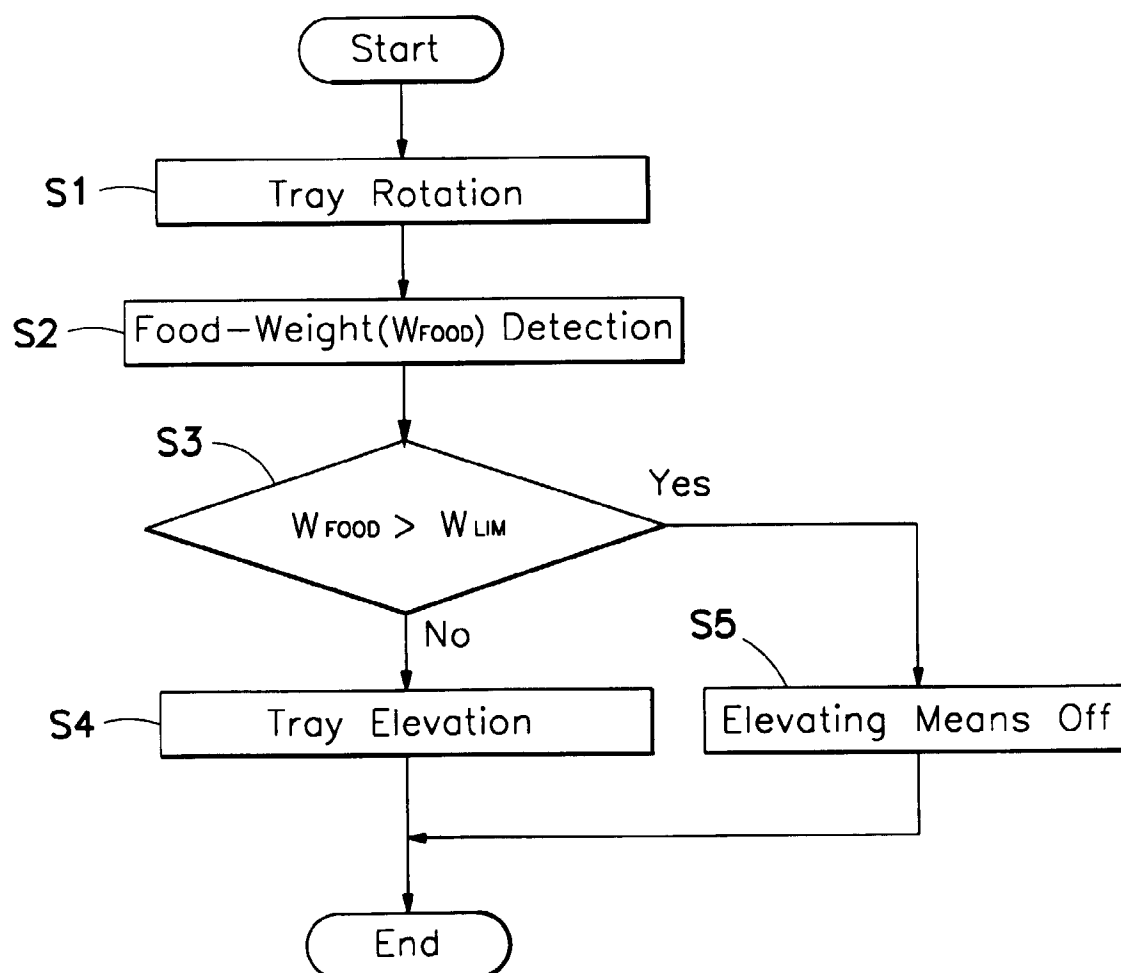 Start
S1
Tray Rotation
S2
Food-Weight(WFOOD) Detection
S3
WFOOD > WLIM
Yes
No
S4
Tray Elevation
S5
Elevating Means Off
End